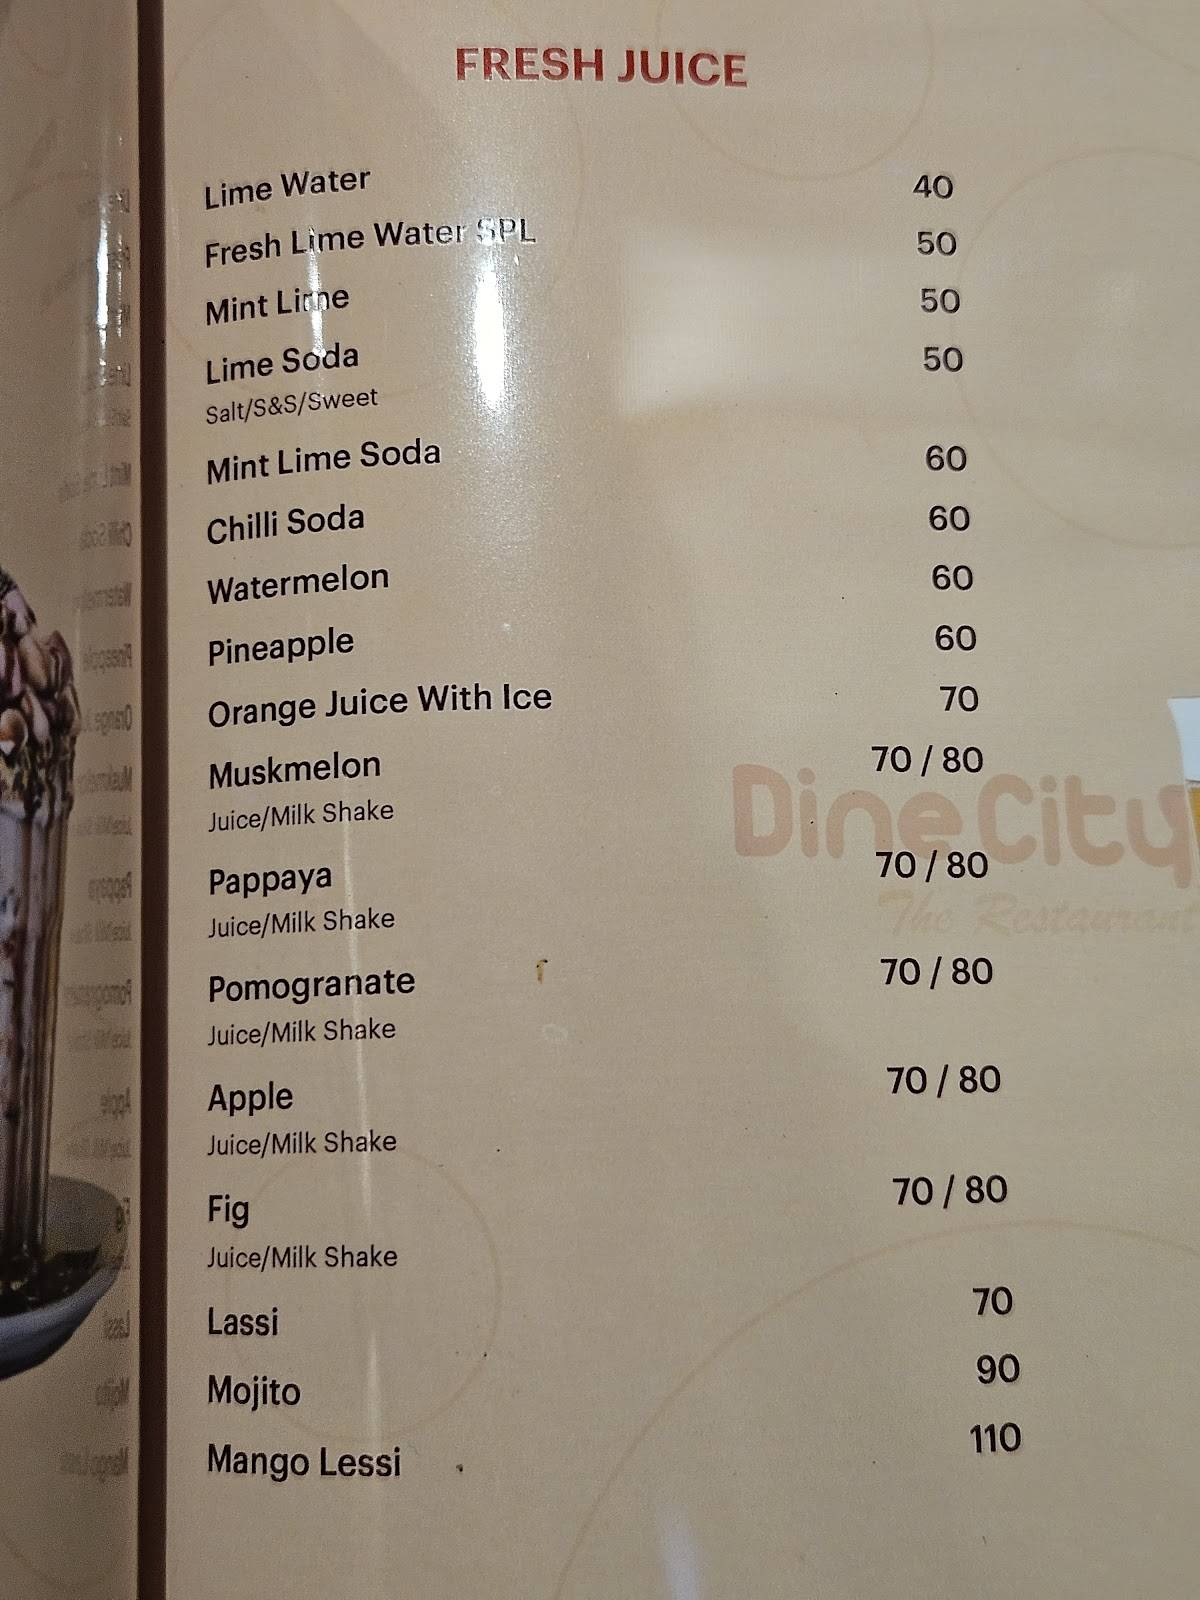 FRESH JUICE
Lime Water 40
Fresh Lime Water SPL 50
Mint Lime 50
Lime Soda 50
Salt/S&S/Sweet
Mint Lime Soda 60
Chilli Soda 60
Watermelon 60
Pineapple 60
Orange Juice With Ice 70
Muskmelon 70 / 80
Juice/Milk Shake
Dine City
Pappaya 70 / 80
Juice/Milk Shake
The Restaurant
Pomogranate 70 / 80
Juice/Milk Shake
Apple 70 / 80
Juice/Milk Shake
Fig 70 / 80
Juice/Milk Shake
Lassi 70
Mojito 90
Mango Lessi 110